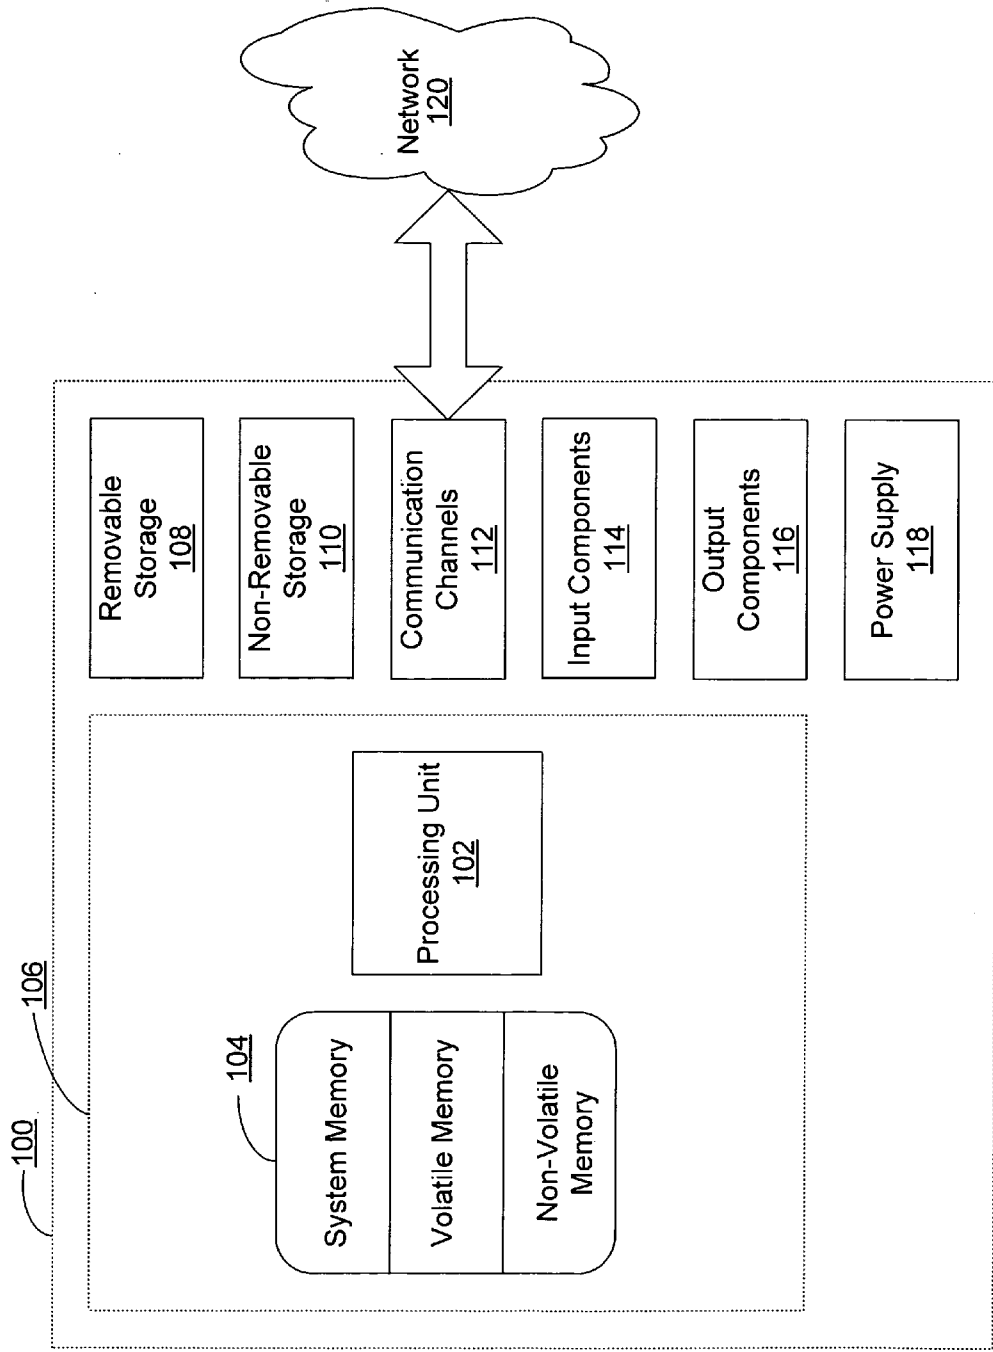 100
106
104
System Memory
Volatile Memory
Non-Volatile
Memory
Processing Unit
102
Removable
Storage
108
Non-Removable
Storage
110
Communication
Channels
112
Input Components
114
Output
Components
116
Power Supply
118
Network
120